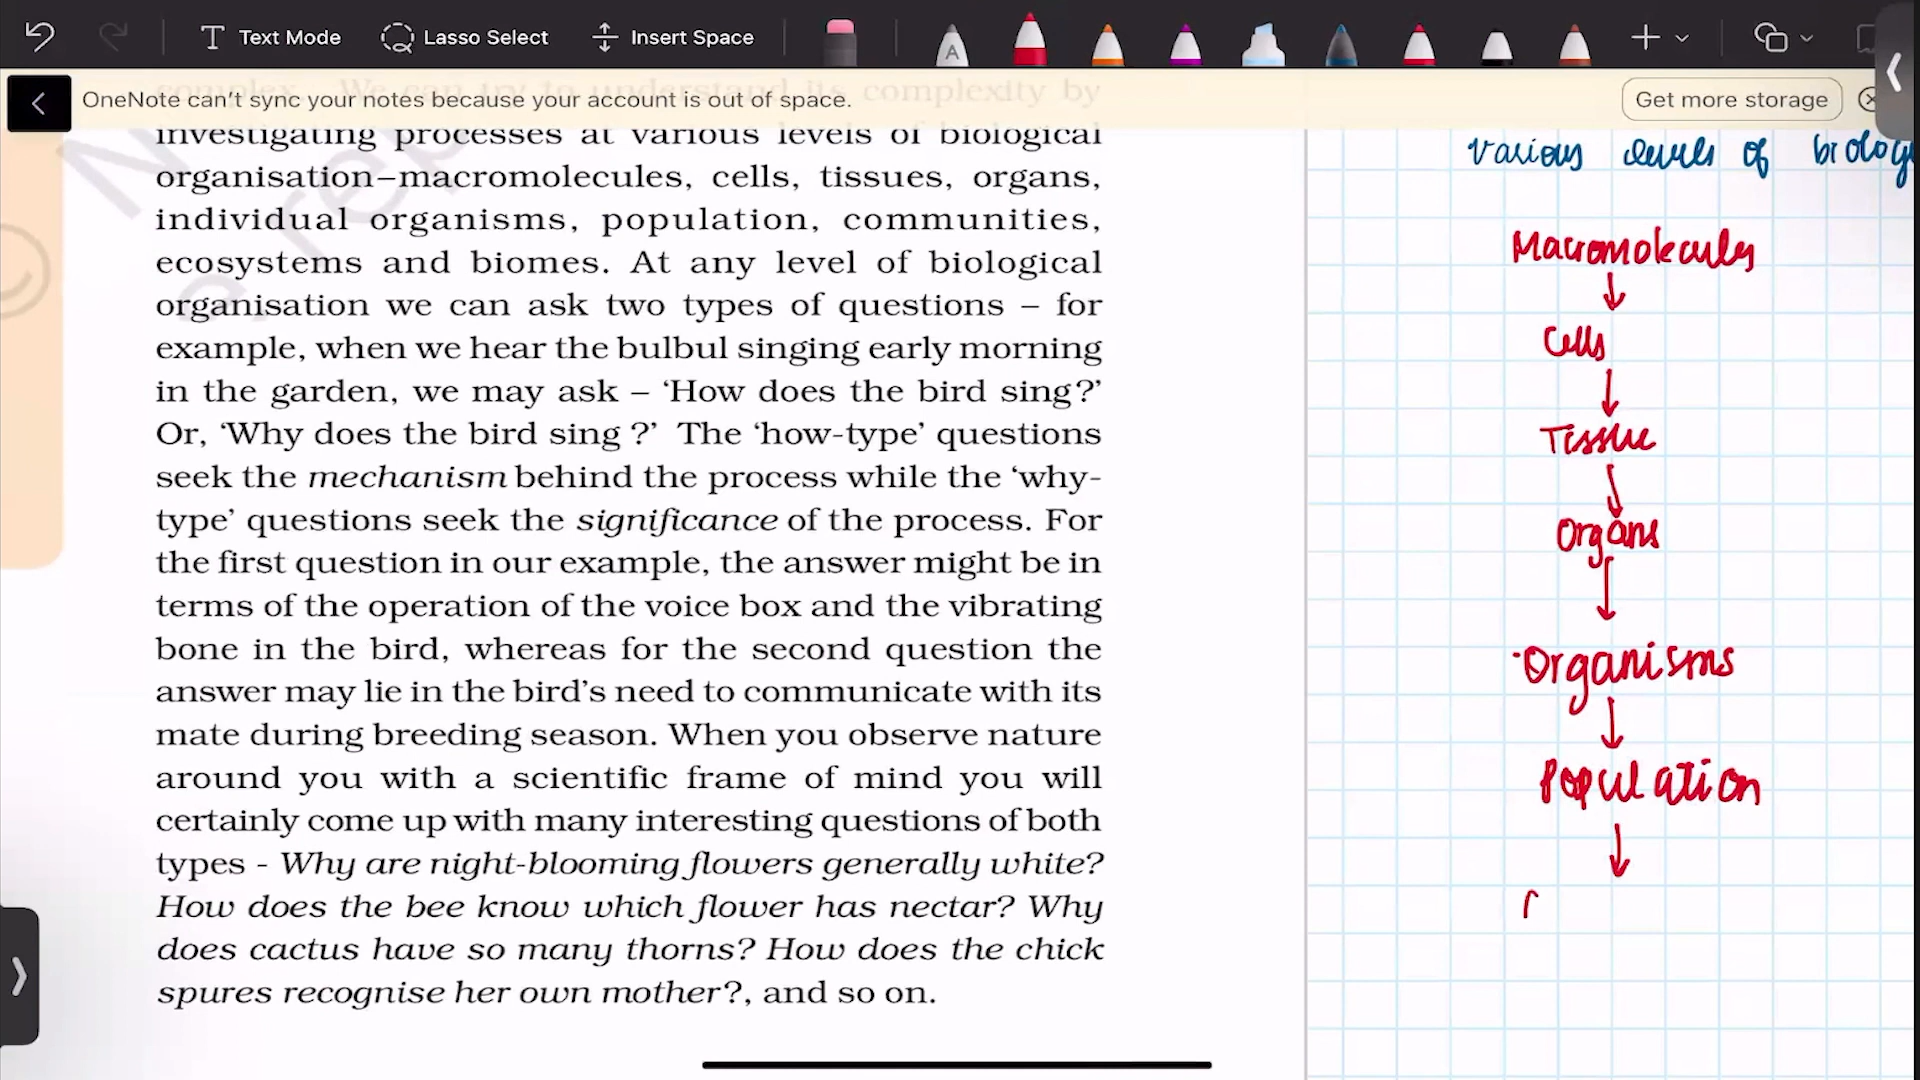 Text Mode
Lasso Select
Insert Space
OneNote can't sync your notes because your account is out of space.
Get more storage
complex. We can try to understand its complexity by
investigating processes at various levels of biological
organisation–macromolecules, cells, tissues, organs,
individual organisms, population, communities,
ecosystems and biomes. At any level of biological
organisation we can ask two types of questions – for
example, when we hear the bulbul singing early morning
in the garden, we may ask – ‘How does the bird sing?’
Or, ‘Why does the bird sing ?’ The ‘how-type’ questions
seek the mechanism behind the process while the ‘why-
type’ questions seek the significance of the process. For
the first question in our example, the answer might be in
terms of the operation of the voice box and the vibrating
bone in the bird, whereas for the second question the
answer may lie in the bird’s need to communicate with its
mate during breeding season. When you observe nature
around you with a scientific frame of mind you will
certainly come up with many interesting questions of both
types - Why are night-blooming flowers generally white?
How does the bee know which flower has nectar? Why
does cactus have so many thorns? How does the chick
spures recognise her own mother?, and so on.
various levels of biolog
Macromolecules
Cells
Tissue
Organs
Organisms
Population